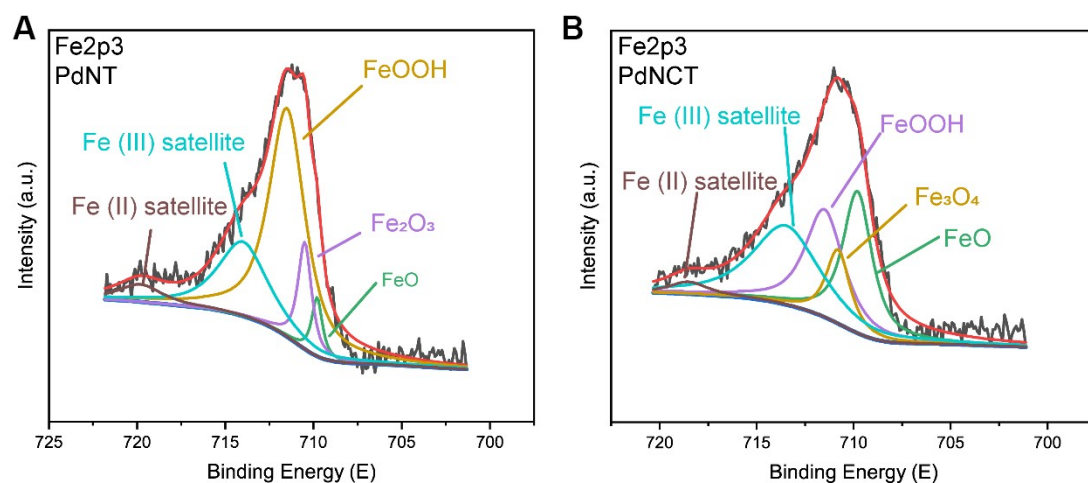 A
Fe2p3
PdNT
FeOOH
Fe (III) satellite
Fe (II) satellite
Fe₂O₃
FeO
Intensity (a.u.)
725 720 715 710 705 700
Binding Energy (E)
B
Fe2p3
PdNCT
Fe (III) satellite
FeOOH
Fe (II) satellite
Fe₃O₄
FeO
Intensity (a.u.)
720 715 710 705 700
Binding Energy (E)